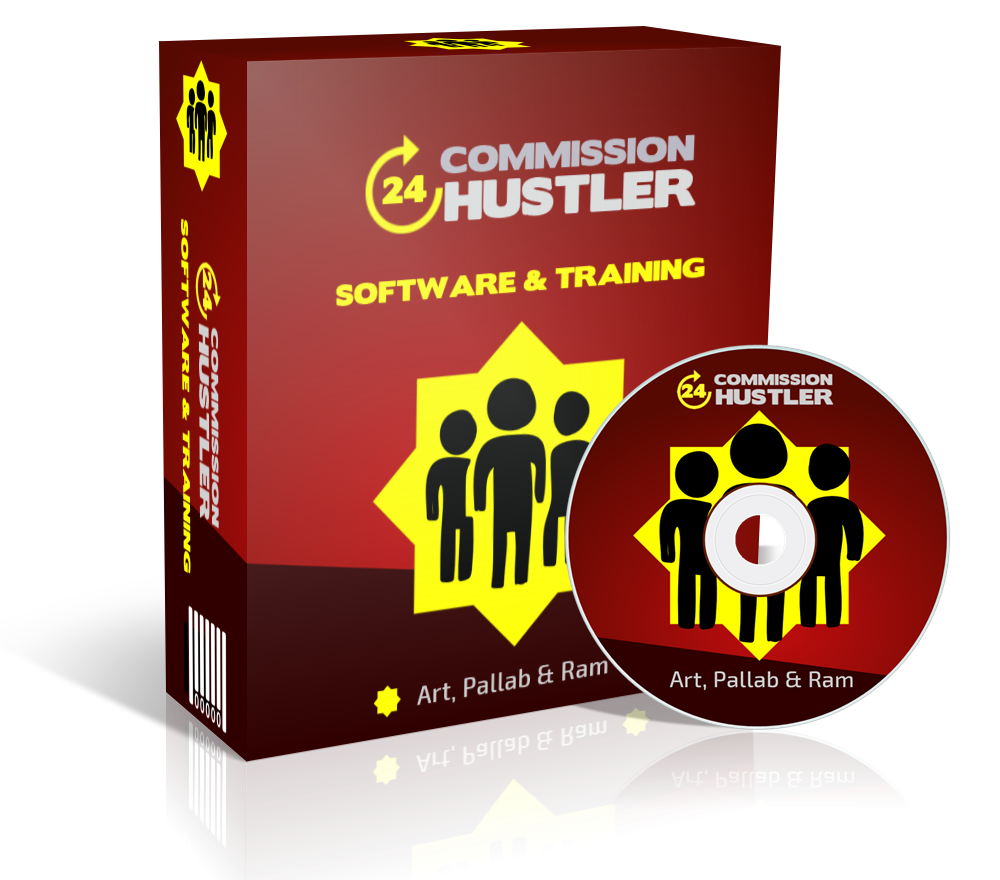 24
COMMISSION
HUSTLER
SOFTWARE & TRAINING
Art, Pallab & Ram
24
COMMISSION
HUSTLER
SOFTWARE & TRAINING
00000
24
COMMISSION
HUSTLER
Art, Pallab & Ram